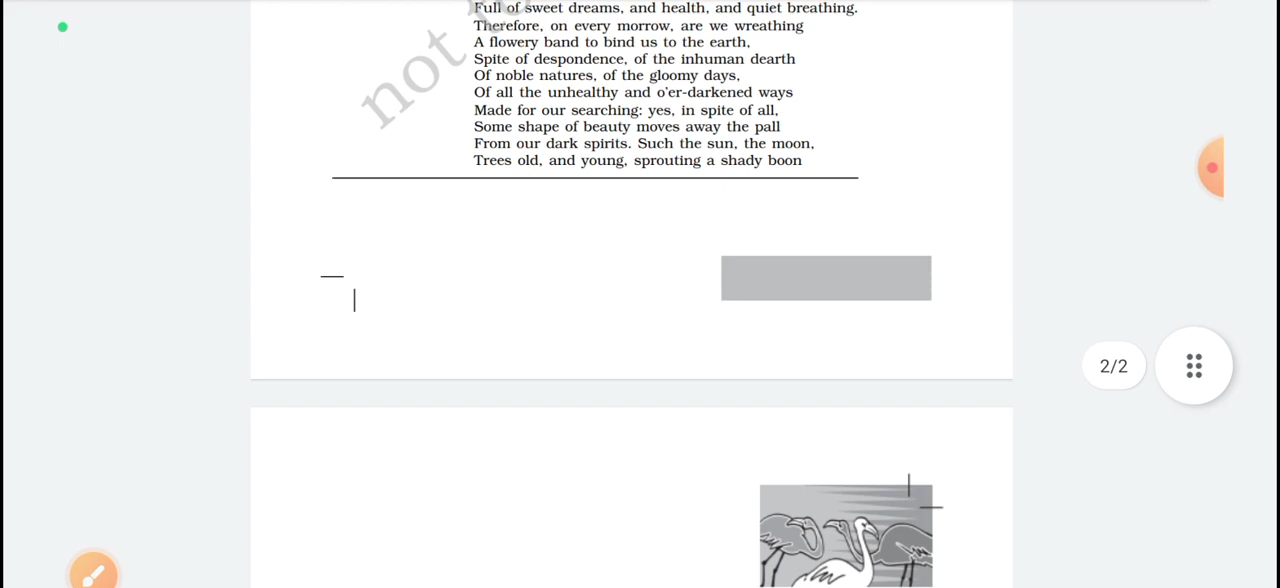 Full of sweet dreams, and health, and quiet breathing.
Therefore, on every morrow, are we wreathing
A flowery band to bind us to the earth,
Spite of despondence, of the inhuman dearth
Of noble natures, of the gloomy days,
Of all the unhealthy and o'er-darkened ways
Made for our searching: yes, in spite of all,
Some shape of beauty moves away the pall
From our dark spirits. Such the sun, the moon,
Trees old, and young, sprouting a shady boon
not
2/2